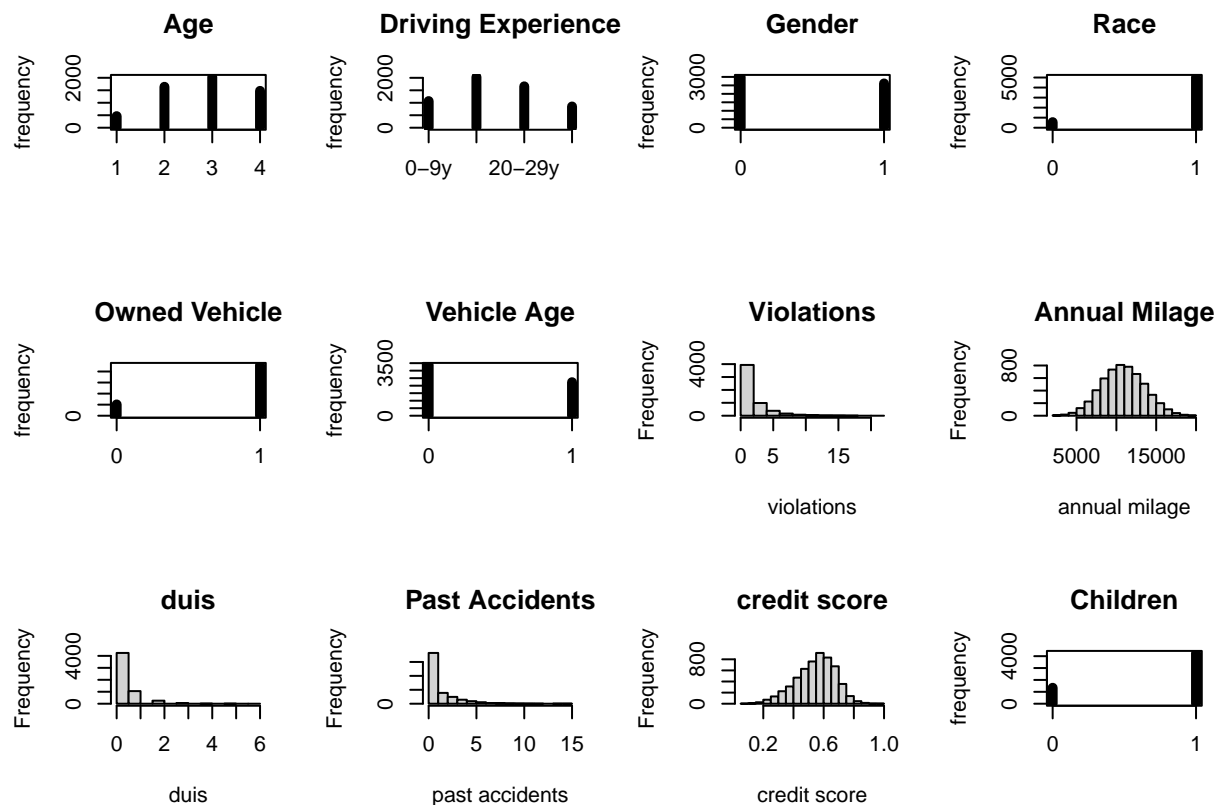 Age
frequency
0 2000
1 2 3 4
Driving Experience
frequency
0 2000
0−9y 20−29y
Gender
frequency
0 3000
0 1
Race
frequency
0 5000
0 1
Owned Vehicle
frequency
0
0 1
Vehicle Age
frequency
0 3500
0 1
Violations
Frequency
0 4000
0 5 15
violations
Annual Milage
Frequency
0 800
5000 15000
annual milage
duis
Frequency
0 4000
0 2 4 6
duis
Past Accidents
Frequency
0
0 5 10 15
past accidents
credit score
Frequency
0 800
0.2 0.6 1.0
credit score
Children
frequency
0 4000
0 1